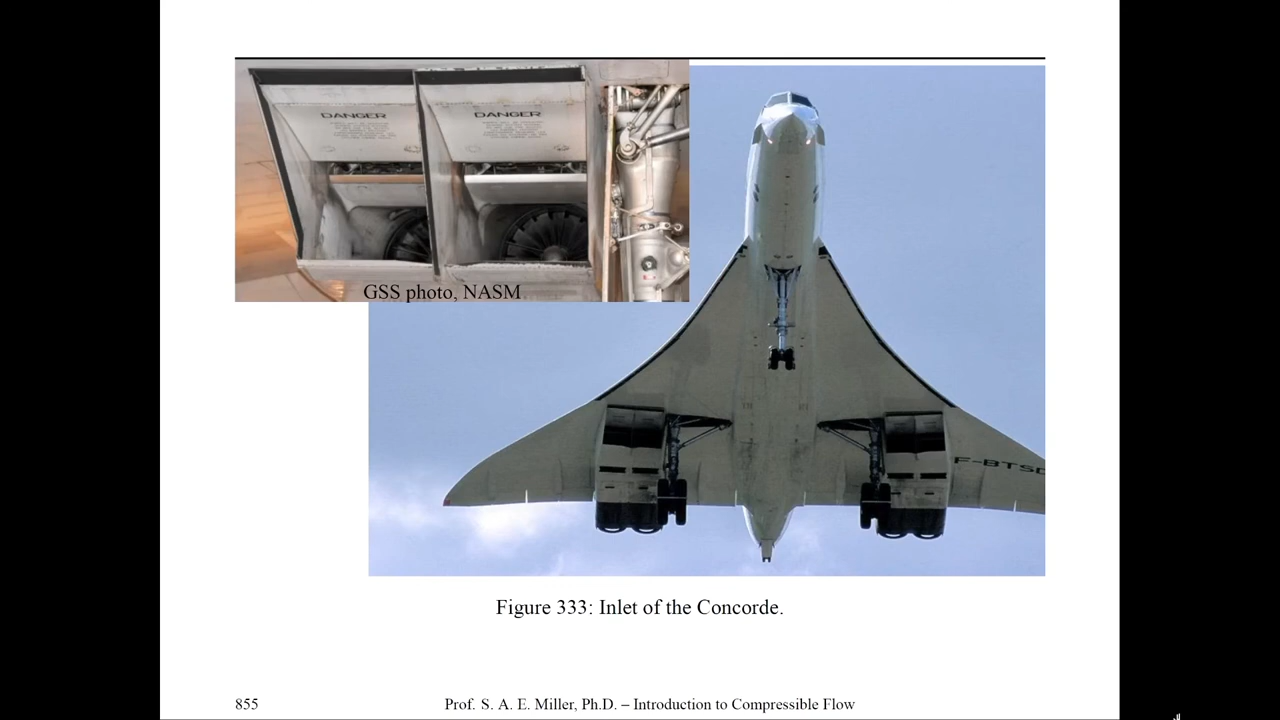 DANGER
DANGER
GSS photo, NASM
F-BTSD
Figure 333: Inlet of the Concorde.
855
Prof. S. A. E. Miller, Ph.D. – Introduction to Compressible Flow